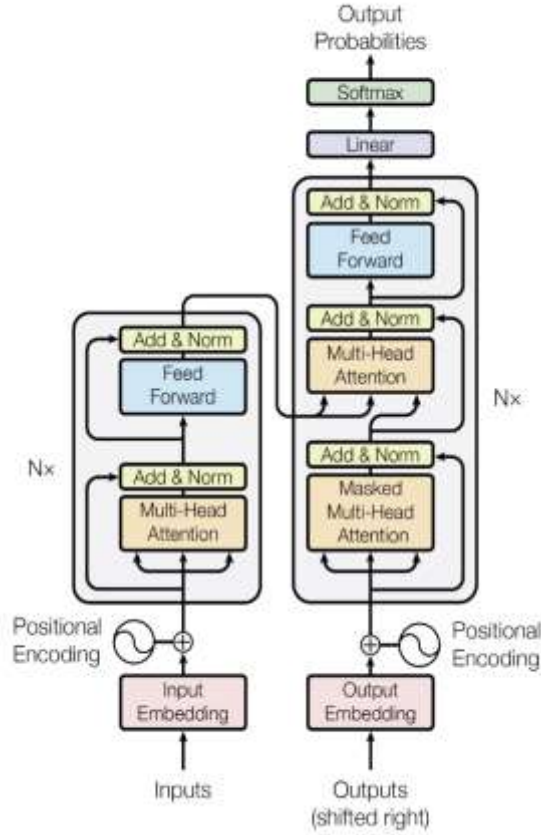 Output
Probabilities
Softmax
Linear
Add & Norm
Feed
Forward
Add & Norm
Multi-Head
Attention
Nx
Add & Norm
Masked
Multi-Head
Attention
Add & Norm
Feed
Forward
Nx
Add & Norm
Multi-Head
Attention
Positional
Encoding
Positional
Encoding
Input
Embedding
Output
Embedding
Inputs
Outputs
(shifted right)